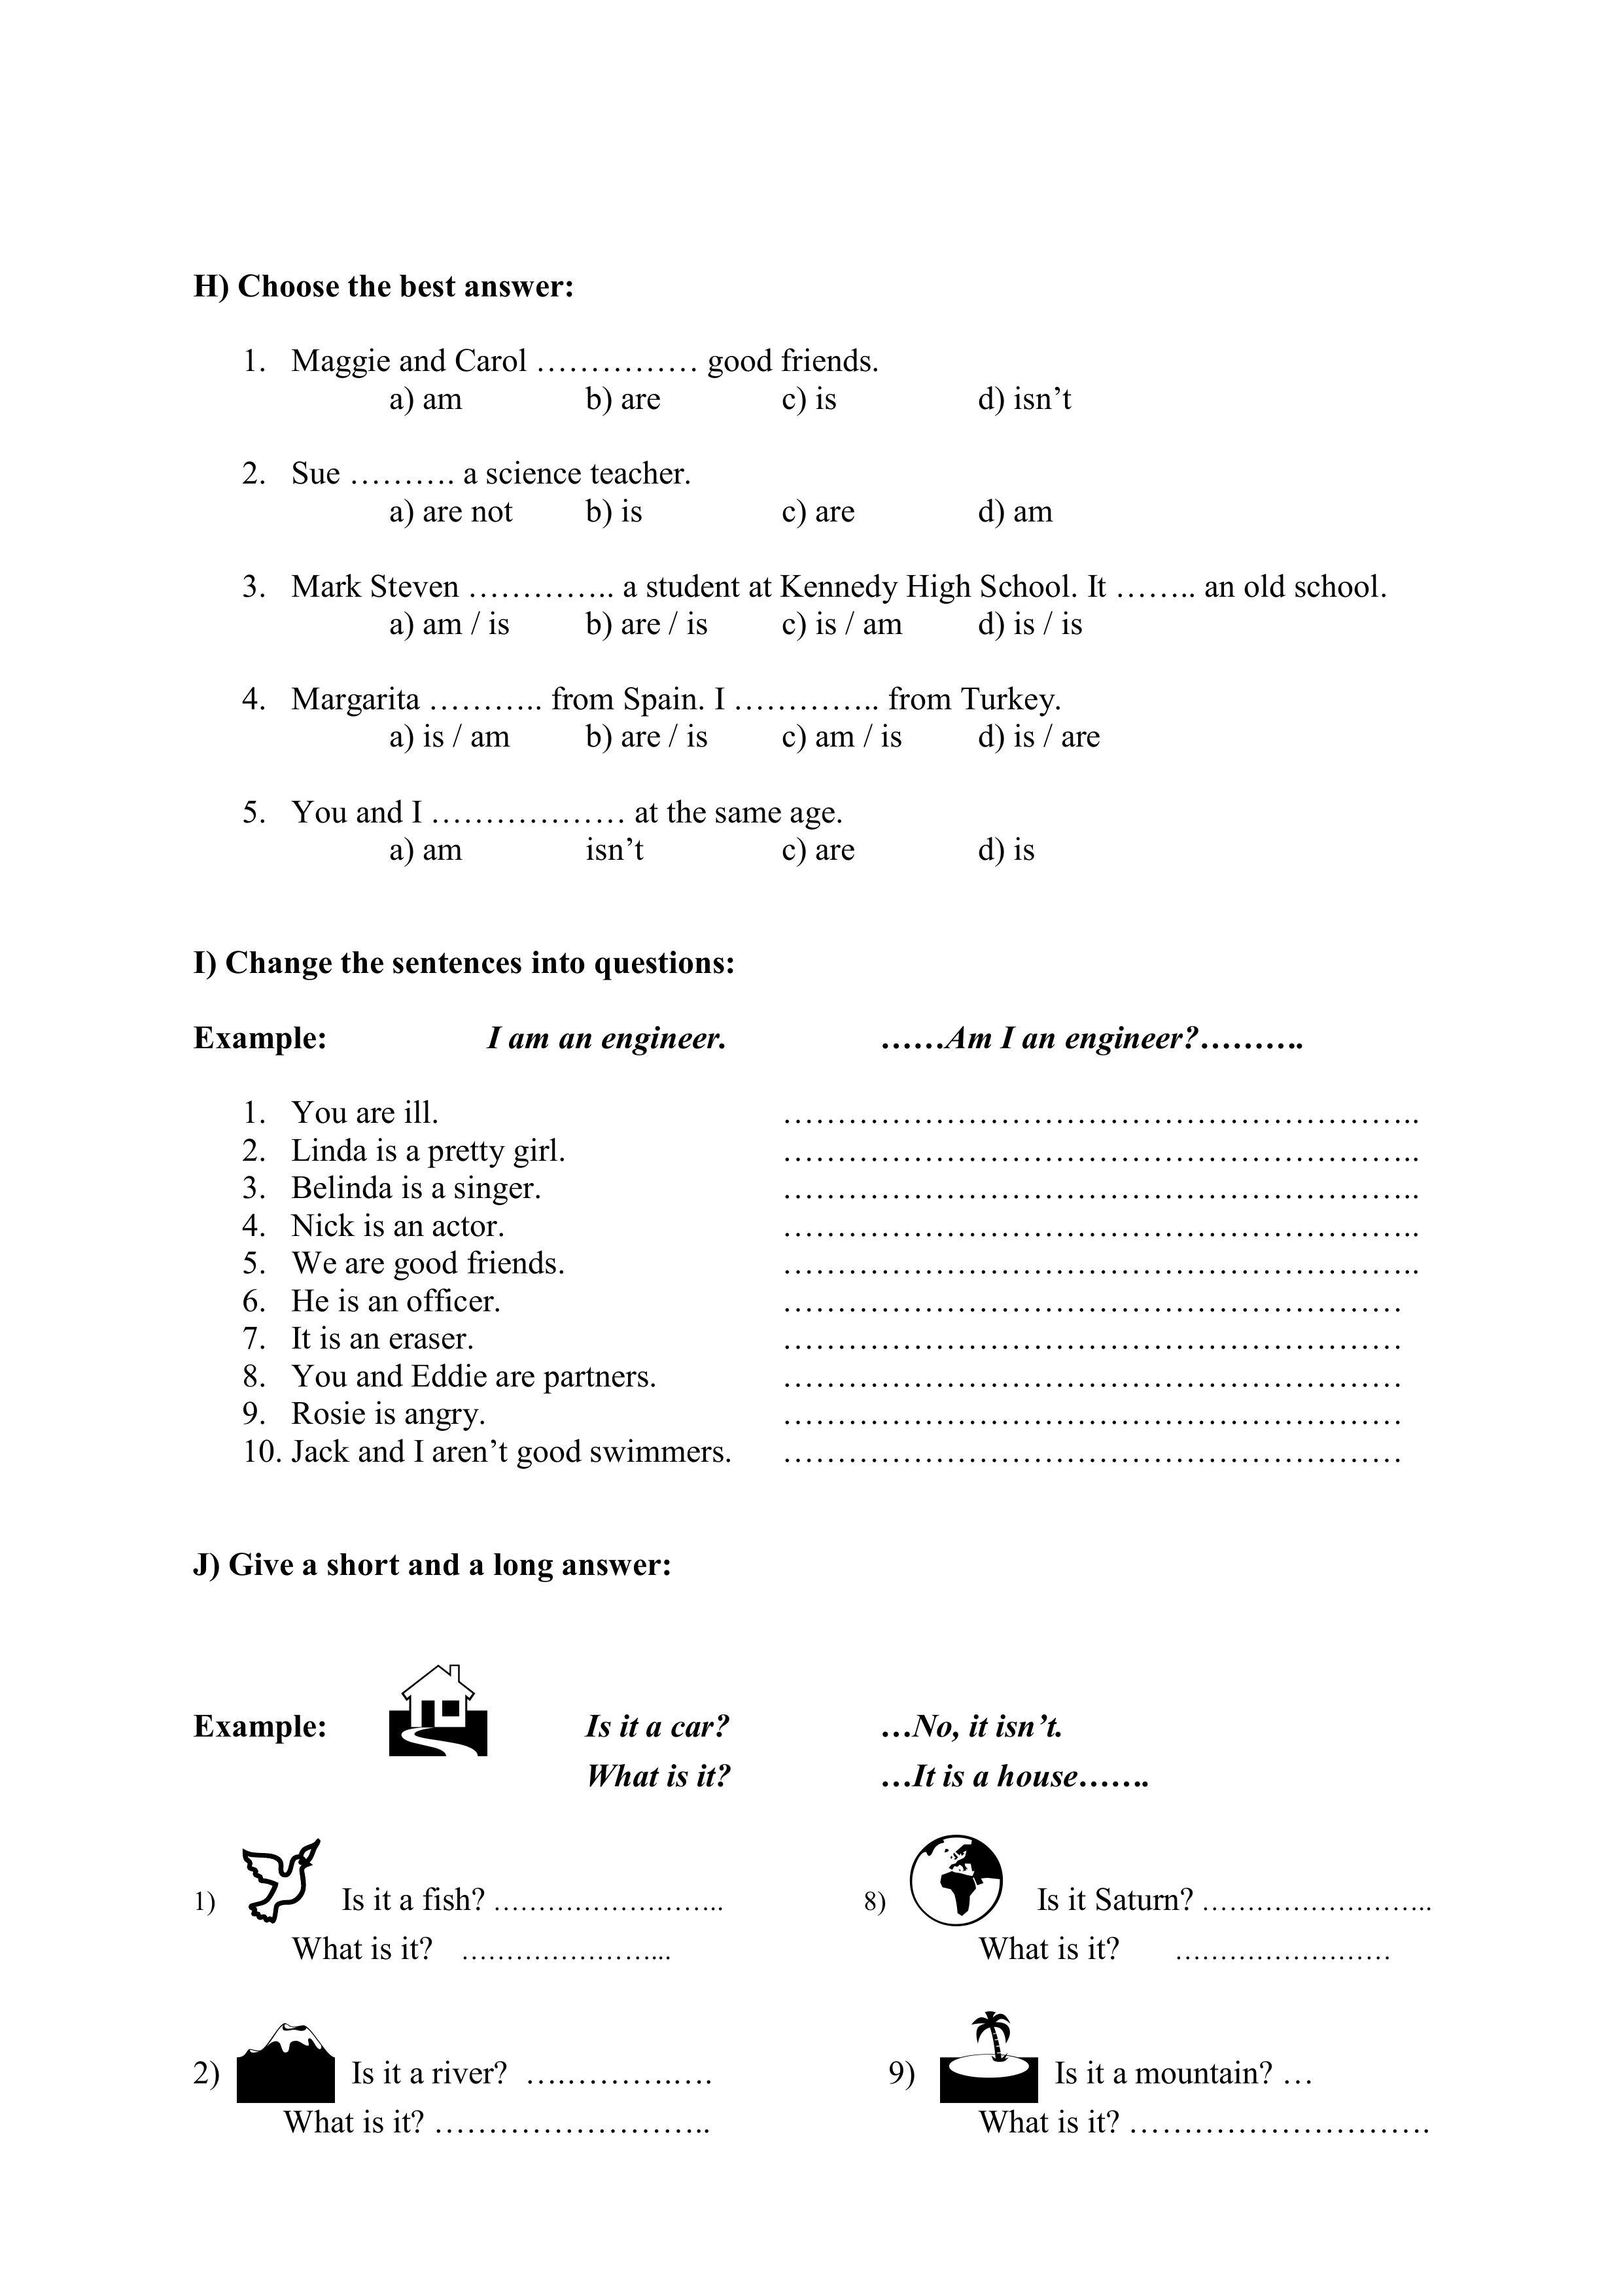 H) Choose the best answer:
1. Maggie and Carol …………… good friends.
a) am b) are c) is d) isn’t
2. Sue ………. a science teacher.
a) are not b) is c) are d) am
3. Mark Steven ………….. a student at Kennedy High School. It …….. an old school.
a) am / is b) are / is c) is / am d) is / is
4. Margarita ……….. from Spain. I ………….. from Turkey.
a) is / am b) are / is c) am / is d) is / are
5. You and I ……………… at the same age.
a) am isn’t c) are d) is
I) Change the sentences into questions:
Example: I am an engineer. ……Am I an engineer?……….
1. You are ill. …………………………………………………..
2. Linda is a pretty girl. …………………………………………………..
3. Belinda is a singer. …………………………………………………..
4. Nick is an actor. …………………………………………………..
5. We are good friends. …………………………………………………..
6. He is an officer. …………………………………………………
7. It is an eraser. …………………………………………………
8. You and Eddie are partners. …………………………………………………
9. Rosie is angry. …………………………………………………
10. Jack and I aren’t good swimmers. …………………………………………………
J) Give a short and a long answer:
Example: Is it a car? …No, it isn’t.
What is it? …It is a house…….
1) Is it a fish? …………………….. 8) Is it Saturn? ……………………..
What is it? …………………... What is it? ……………………
2) Is it a river? ….……….…. 9) Is it a mountain? …
What is it? …………………….. What is it? ……………………….